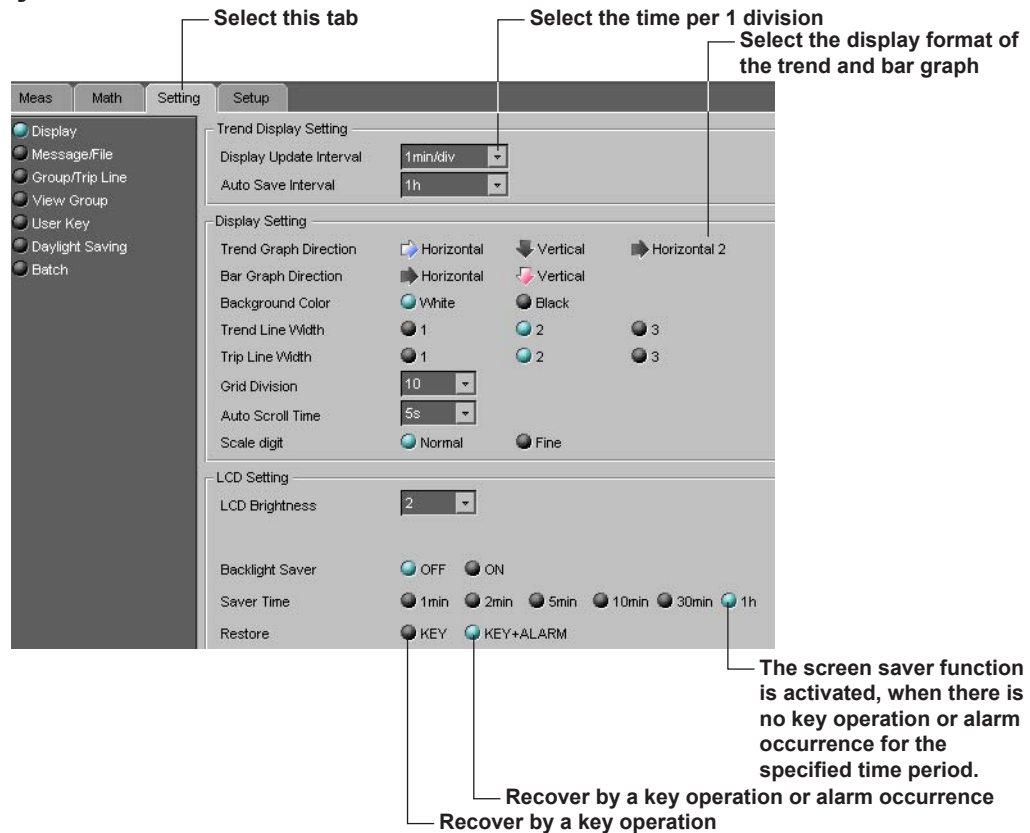 Select this tab
Select the time per 1 division
Select the display format of
the trend and bar graph
Meas Math Setting Setup
Display
Message/File
Group/Trip Line
View Group
User Key
Daylight Saving
Batch
Trend Display Setting
Display Update Interval 1min/div
Auto Save Interval 1h
Display Setting
Trend Graph Direction Horizontal Vertical Horizontal 2
Bar Graph Direction Horizontal Vertical
Background Color White Black
Trend Line Width 1 2 3
Trip Line Width 1 2 3
Grid Division 10
Auto Scroll Time 5s
Scale digit Normal Fine
LCD Setting
LCD Brightness 2
Backlight Saver OFF ON
Saver Time 1min 2min 5min 10min 30min 1h
Restore KEY KEY+ALARM
The screen saver function
is activated, when there is
no key operation or alarm
occurrence for the
specified time period.
Recover by a key operation or alarm occurrence
Recover by a key operation